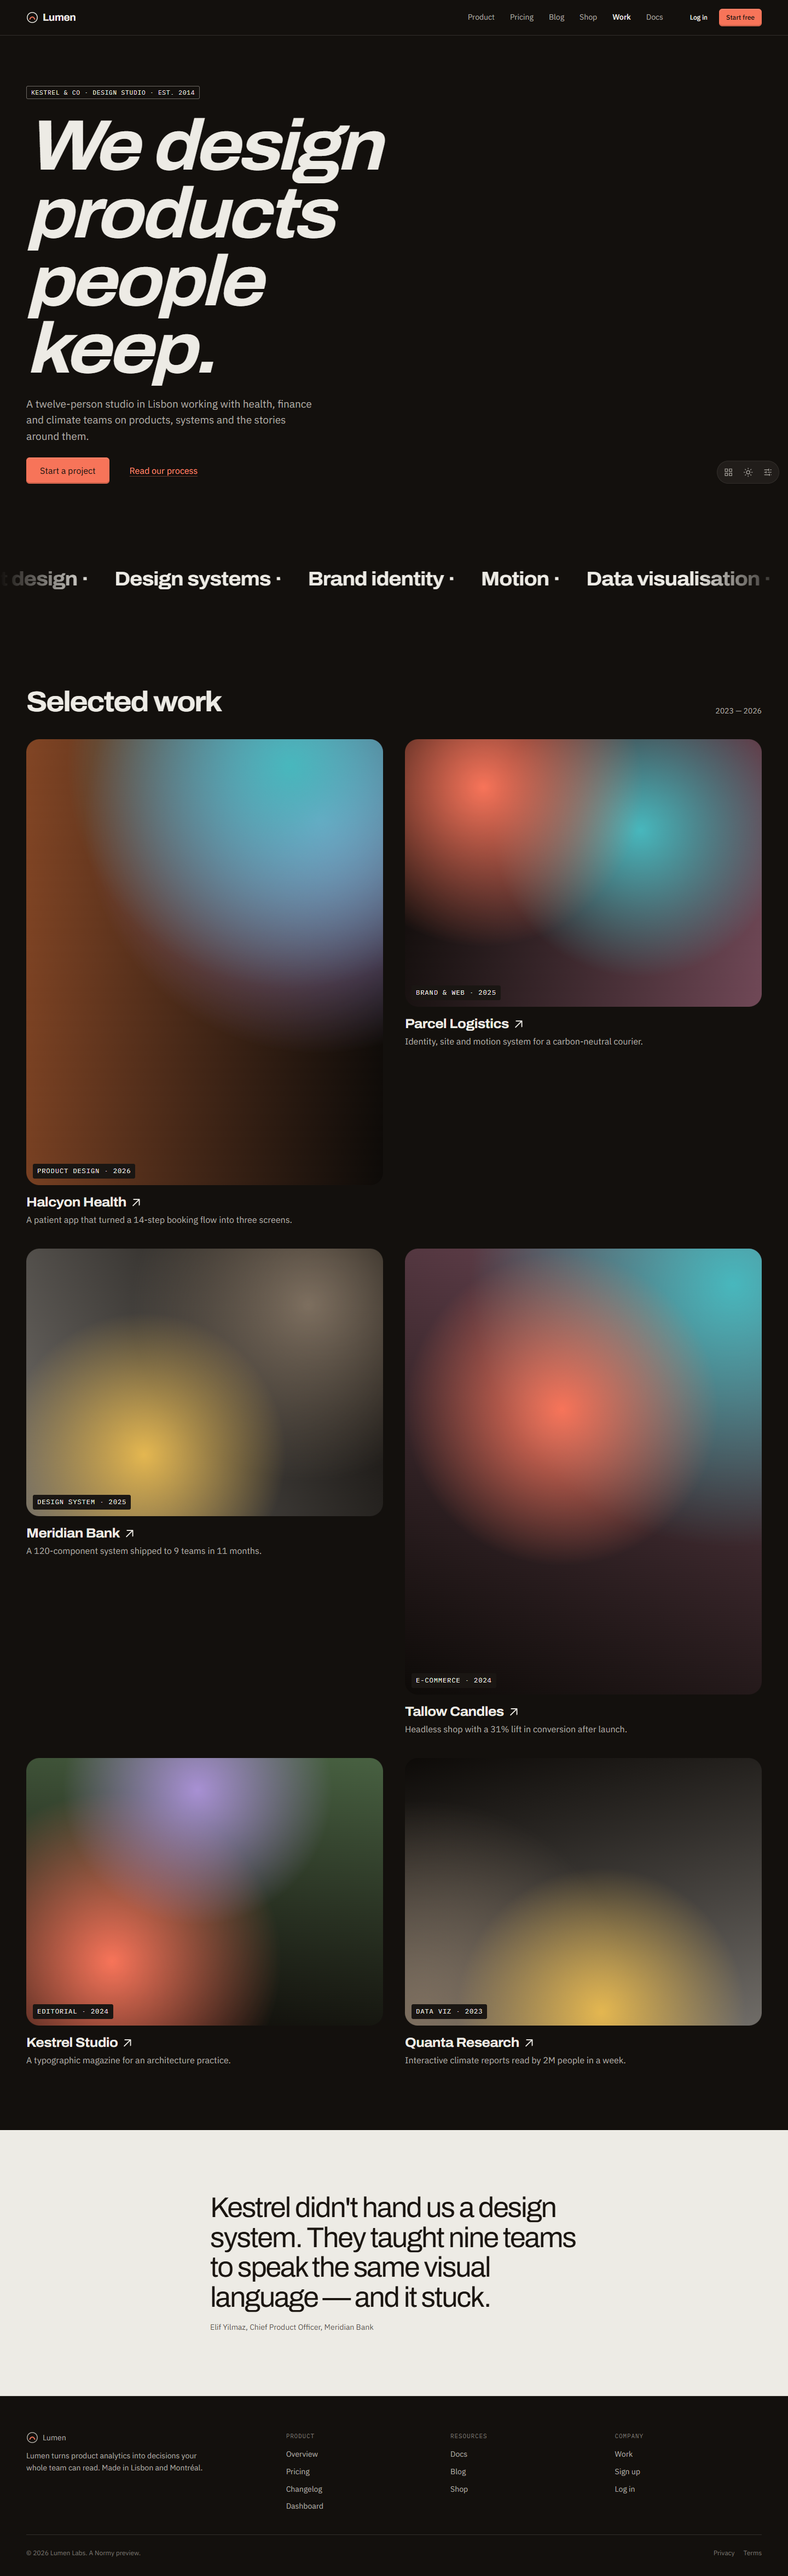 Lumen
Product Pricing Blog Shop Work Docs Log in Start free
KESTREL & CO · DESIGN STUDIO · EST. 2014
We design
products
people
keep.
A twelve-person studio in Lisbon working with health, finance
and climate teams on products, systems and the stories
around them.
Start a project Read our process
t design · Design systems · Brand identity · Motion · Data visualisation ·
Selected work
2023 — 2026
PRODUCT DESIGN · 2026
Halcyon Health
A patient app that turned a 14-step booking flow into three screens.
BRAND & WEB · 2025
Parcel Logistics
Identity, site and motion system for a carbon-neutral courier.
DESIGN SYSTEM · 2025
Meridian Bank
A 120-component system shipped to 9 teams in 11 months.
E-COMMERCE · 2024
Tallow Candles
Headless shop with a 31% lift in conversion after launch.
EDITORIAL · 2024
Kestrel Studio
A typographic magazine for an architecture practice.
DATA VIZ · 2023
Quanta Research
Interactive climate reports read by 2M people in a week.
Kestrel didn't hand us a design
system. They taught nine teams
to speak the same visual
language — and it stuck.
Elif Yilmaz, Chief Product Officer, Meridian Bank
Lumen
Lumen turns product analytics into decisions your
whole team can read. Made in Lisbon and Montréal.
PRODUCT
Overview
Pricing
Changelog
Dashboard
RESOURCES
Docs
Blog
Shop
COMPANY
Work
Sign up
Log in
© 2026 Lumen Labs. A Normy preview.
Privacy Terms